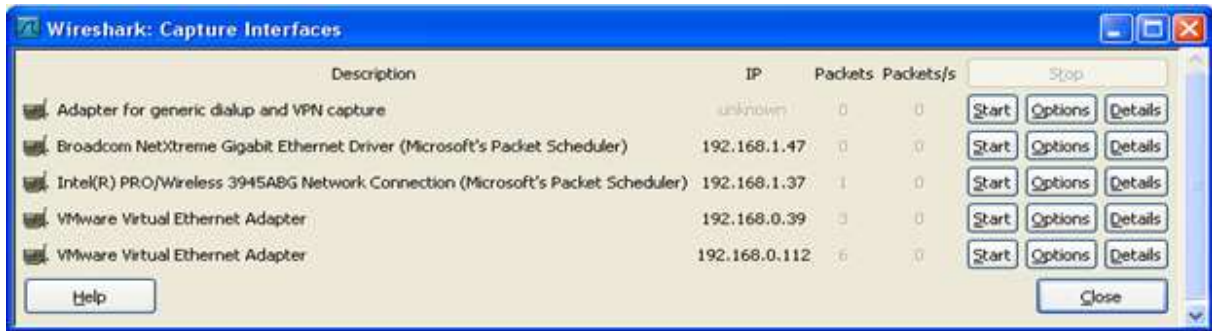 Wireshark: Capture Interfaces
Description IP Packets Packets/s Stop
Adapter for generic dialup and VPN capture unknown 0 0 Start Options Details
Broadcom NetXtreme Gigabit Ethernet Driver (Microsoft's Packet Scheduler) 192.168.1.47 0 0 Start Options Details
Intel(R) PRO/Wireless 3945ABG Network Connection (Microsoft's Packet Scheduler) 192.168.1.37 1 0 Start Options Details
VMware Virtual Ethernet Adapter 192.168.0.39 3 0 Start Options Details
VMware Virtual Ethernet Adapter 192.168.0.112 6 0 Start Options Details
Help Close